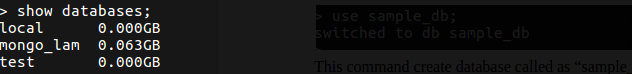 > show databases;
local 0.000GB
mongo_lam 0.063GB
test 0.000GB
> use sample_db;
switched to db sample_db
This command create database called as “sample